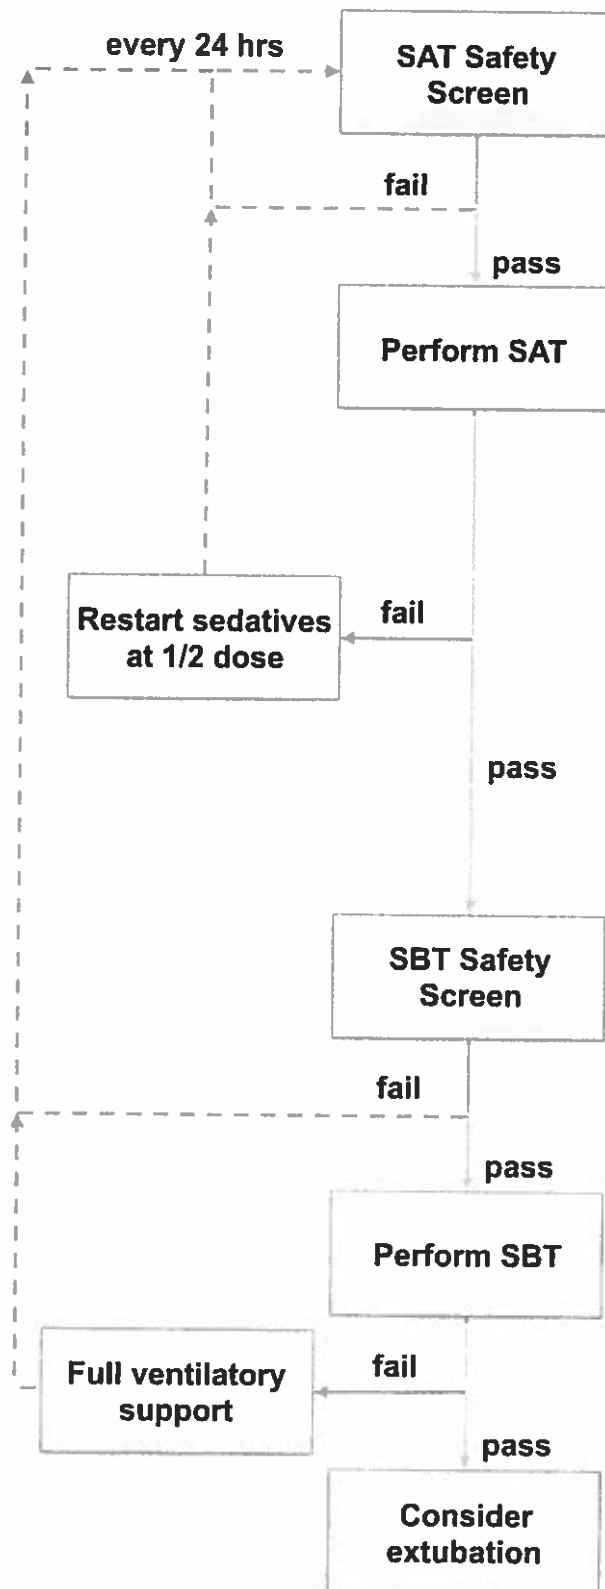 every 24 hrs
SAT Safety
Screen
fail
pass
Perform SAT
Restart sedatives
at 1/2 dose
fail
pass
SBT Safety
Screen
fail
pass
Perform SBT
Full ventilatory
support
fail
pass
Consider
extubation